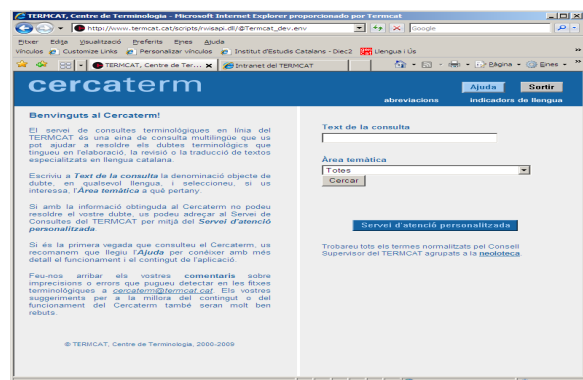 TERMCAT, Centre de Terminologia - Microsoft Internet Explorer proporcionado por Termcat
http://www.termcat.cat/scripts/rwisapi.dll/@Termcat_dev.env
Google
Fitxer Edita Visualització Preferits Eines Ajuda
Vínculos Customize Links Personalizar vínculos Institut d'Estudis Catalans - Diec2 Llengua i Ús
TERMCAT, Centre de Ter... Intranet del TERMCAT Pàgina Eines
cercaterm
Ajuda Sortir
abreviacions indicadors de llengua
Benvinguts al Cercaterm!
El servei de consultes terminològiques en línia del
TERMCAT és una eina de consulta multilingüe que us
pot ajudar a resoldre els dubtes terminològics que
tingueu en l'elaboració, la revisió o la traducció de textos
especialitzats en llengua catalana.
Escriviu a Text de la consulta la denominació objecte de
dubte, en qualsevol llengua, i seleccioneu, si us
interessa, l'Àrea temàtica a què pertany.
Si amb la informació obtinguda al Cercaterm no podeu
resoldre el vostre dubte, us podeu adreçar al Servei de
Consultes del TERMCAT per mitjà del Servei d'atenció
personalitzada.
Si és la primera vegada que consulteu el Cercaterm, us
recomanem que llegiu l'Ajuda per conèixer amb més
detall el funcionament i el contingut de l'aplicació.
Feu-nos arribar els vostres comentaris sobre
imprecisions o errors que pugueu detectar en les fitxes
terminològiques a cercaterm@termcat.cat. Els vostres
suggeriments per a la millora del contingut o del
funcionament del Cercaterm també seran molt ben
rebuts.
© TERMCAT, Centre de Terminologia, 2000-2009
Text de la consulta
Àrea temàtica
Totes
Cercar
Servei d'atenció personalitzada
Trobareu tots els termes normalitzats pel Consell
Supervisor del TERMCAT agrupats a la neoloteca.